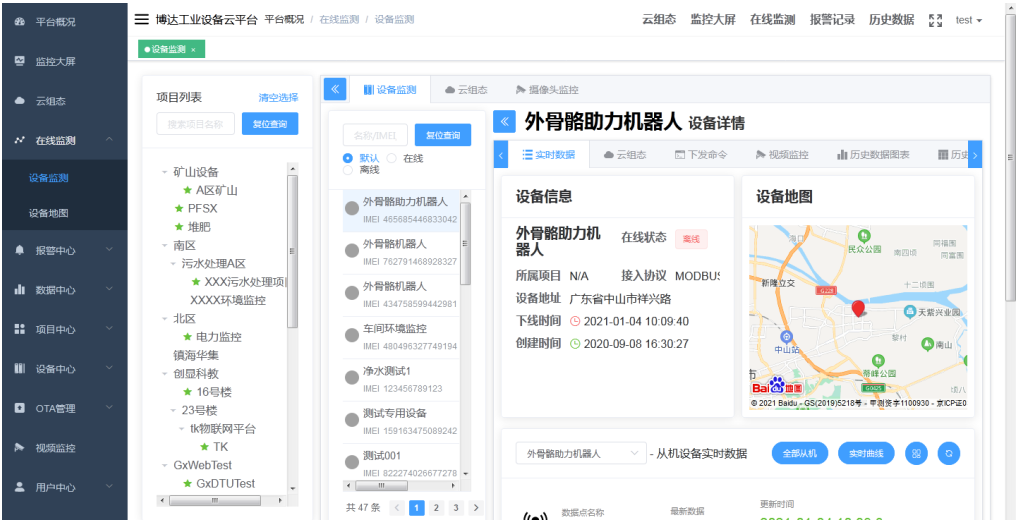 平台概况
监控大屏
云组态
在线监测
设备监测
设备地图
报警中心
数据中心
项目中心
设备中心
OTA管理
视频监控
用户中心
博达工业设备云平台 平台概况 / 在线监测 / 设备监测
云组态 监控大屏 在线监测 报警记录 历史数据 test
设备监测 ×
项目列表 清空选择
搜索项目名称 复位查询
矿山设备
A区矿山
PFSX
堆肥
南区
污水处理A区
XXX污水处理项
XXXX环境监控
北区
电力监控
镇海华集
创显科教
16号楼
23号楼
tk物联网平台
TK
GxWebTest
GxDTUTest
设备监测 云组态 摄像头监控
名称/IMEI 复位查询
默认 在线
离线
外骨骼助力机器人
IMEI 465685446833042
外骨骼机器人
IMEI 762791468928327
外骨骼机器人
IMEI 434758599442981
车间环境监控
IMEI 480496327749194
净水测试1
IMEI 123456789123
测试专用设备
IMEI 159163475089242
测试001
IMEI 822274026677278
共 47 条 < 1 2 3 >
外骨骼助力机器人 设备详情
实时数据 云组态 下发命令 视频监控 历史数据图表 历史
设备信息
外骨骼助力机器人 在线状态 离线
所属项目 N/A 接入协议 MODBUS
设备地址 广东省中山市祥兴路
下线时间 2021-01-04 10:09:40
创建时间 2020-09-08 16:30:27
设备地图
海口
民众公园
南四顷
同福围
同富围
新隆立交
十二顷围
天紫兴业园
黎村
中山站
南山
蒂峰公园
市
顷八
Bai 地图
© 2021 Baidu - GS(2019)5218号 - 甲测资字1100930 - 京ICP证0
外骨骼助力机器人 - 从机设备实时数据 全部从机 实时曲线
数据点名称 最新数据 更新时间